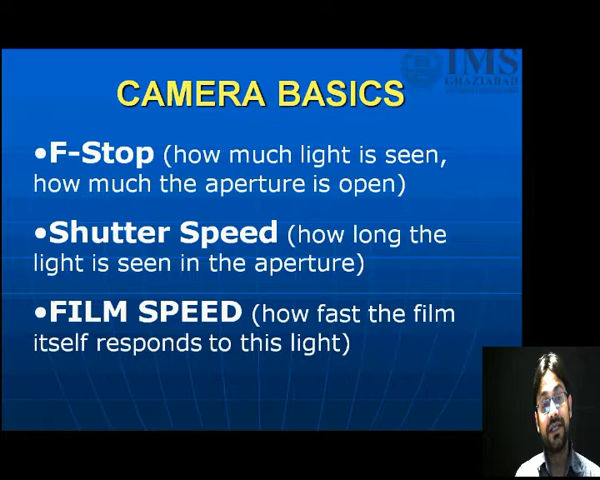 IMS
GHAZIABAD
CAMERA BASICS
•F-Stop (how much light is seen,
how much the aperture is open)
•Shutter Speed (how long the
light is seen in the aperture)
•FILM SPEED (how fast the film
itself responds to this light)